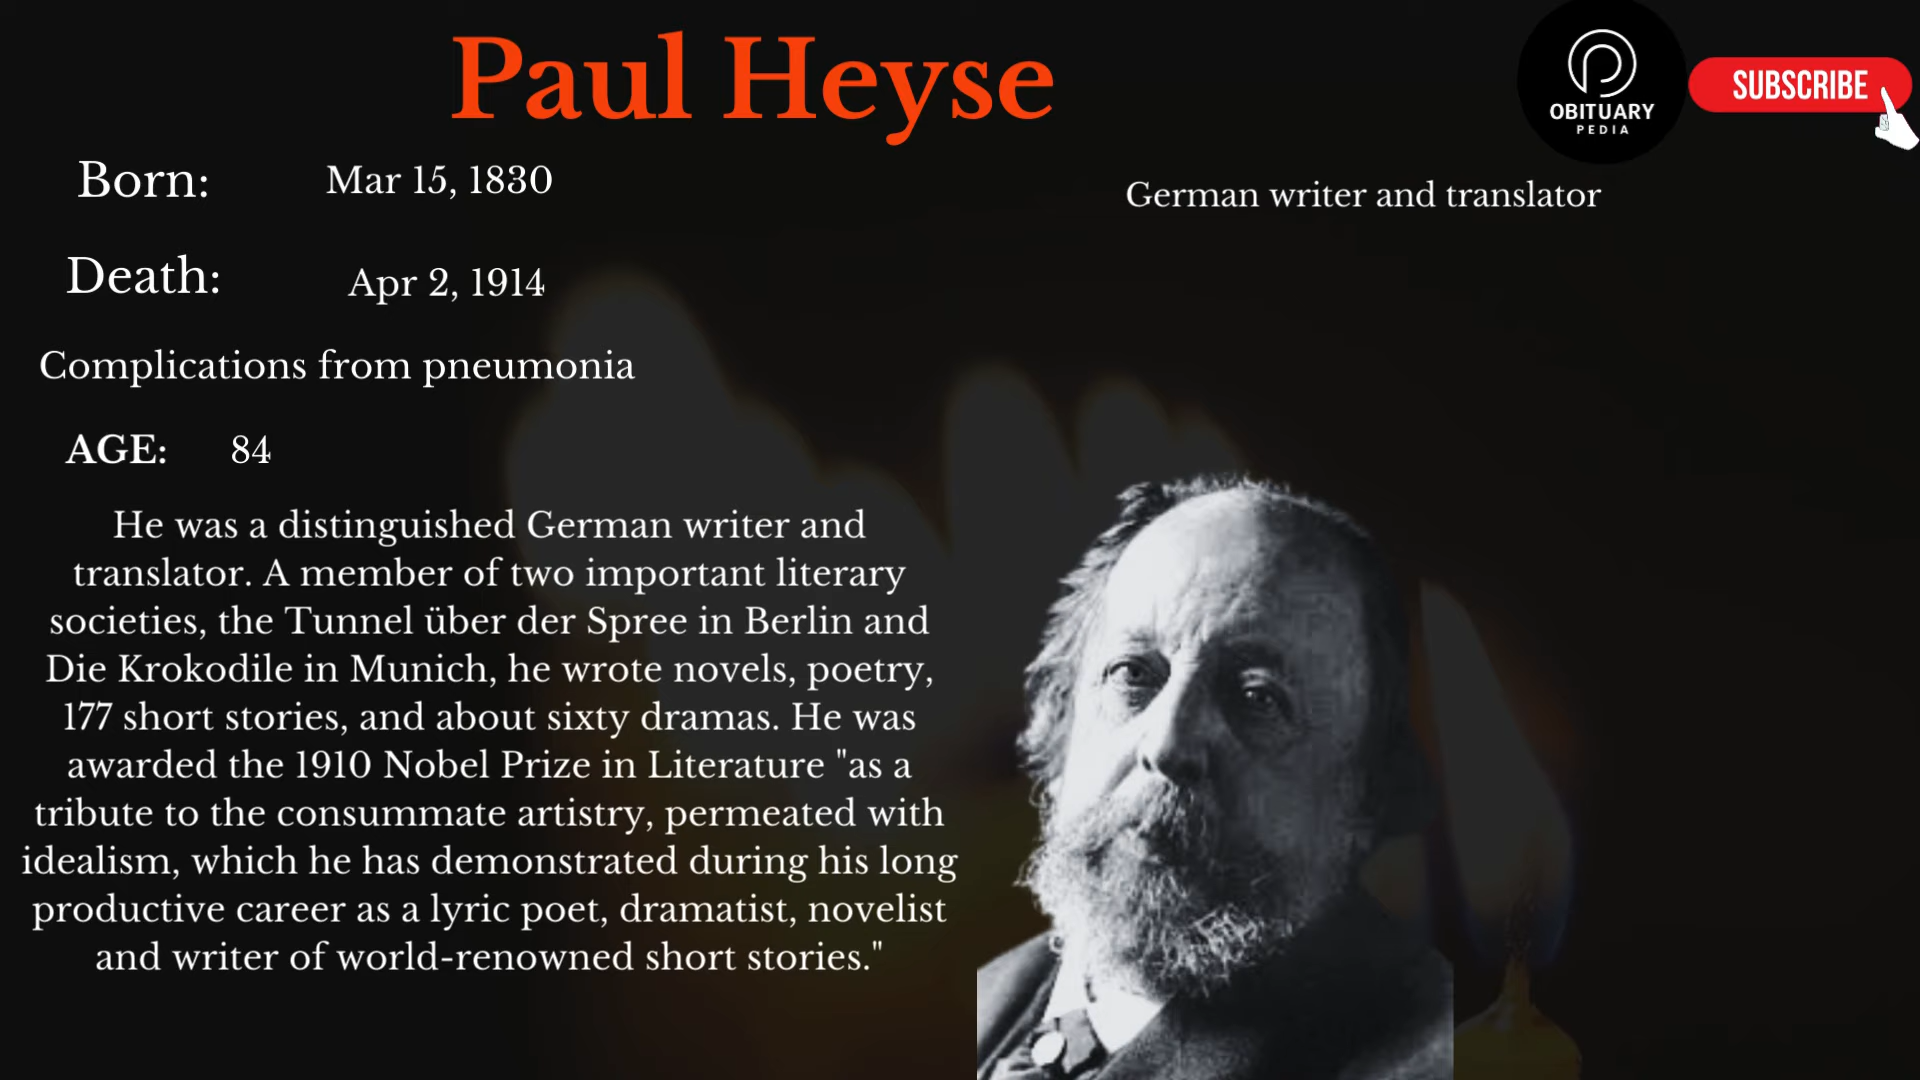 Paul Heyse
OBITUARY
PEDIA
SUBSCRIBE
Born: Mar 15, 1830
German writer and translator
Death: Apr 2, 1914
Complications from pneumonia
AGE: 84
He was a distinguished German writer and
translator. A member of two important literary
societies, the Tunnel über der Spree in Berlin and
Die Krokodile in Munich, he wrote novels, poetry,
177 short stories, and about sixty dramas. He was
awarded the 1910 Nobel Prize in Literature "as a
tribute to the consummate artistry, permeated with
idealism, which he has demonstrated during his long
productive career as a lyric poet, dramatist, novelist
and writer of world-renowned short stories."